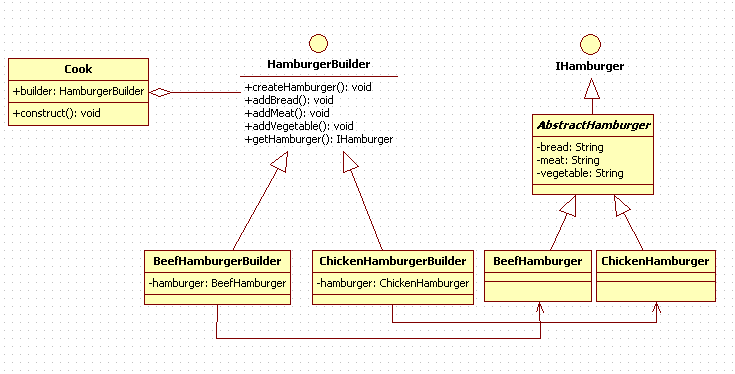 Cook
+builder: HamburgerBuilder
+construct(): void
HamburgerBuilder
+createHamburger(): void
+addBread(): void
+addMeat(): void
+addVegetable(): void
+getHamburger(): IHamburger
IHamburger
AbstractHamburger
-bread: String
-meat: String
-vegetable: String
BeefHamburgerBuilder
-hamburger: BeefHamburger
ChickenHamburgerBuilder
-hamburger: ChickenHamburger
BeefHamburger
ChickenHamburger